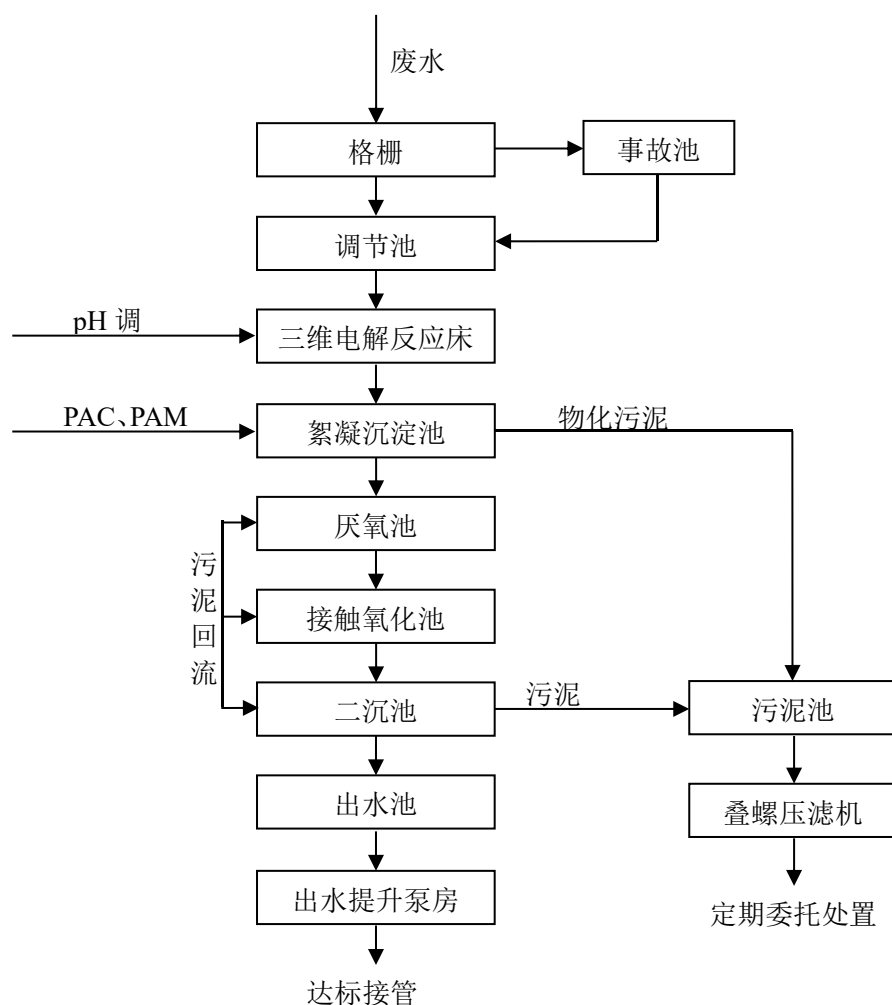 废水
格栅
事故池
调节池
pH 调
三维电解反应床
PAC、PAM
絮凝沉淀池
物化污泥
厌氧池
污泥回流
接触氧化池
二沉池
污泥
污泥池
出水池
叠螺压滤机
出水提升泵房
定期委托处置
达标接管